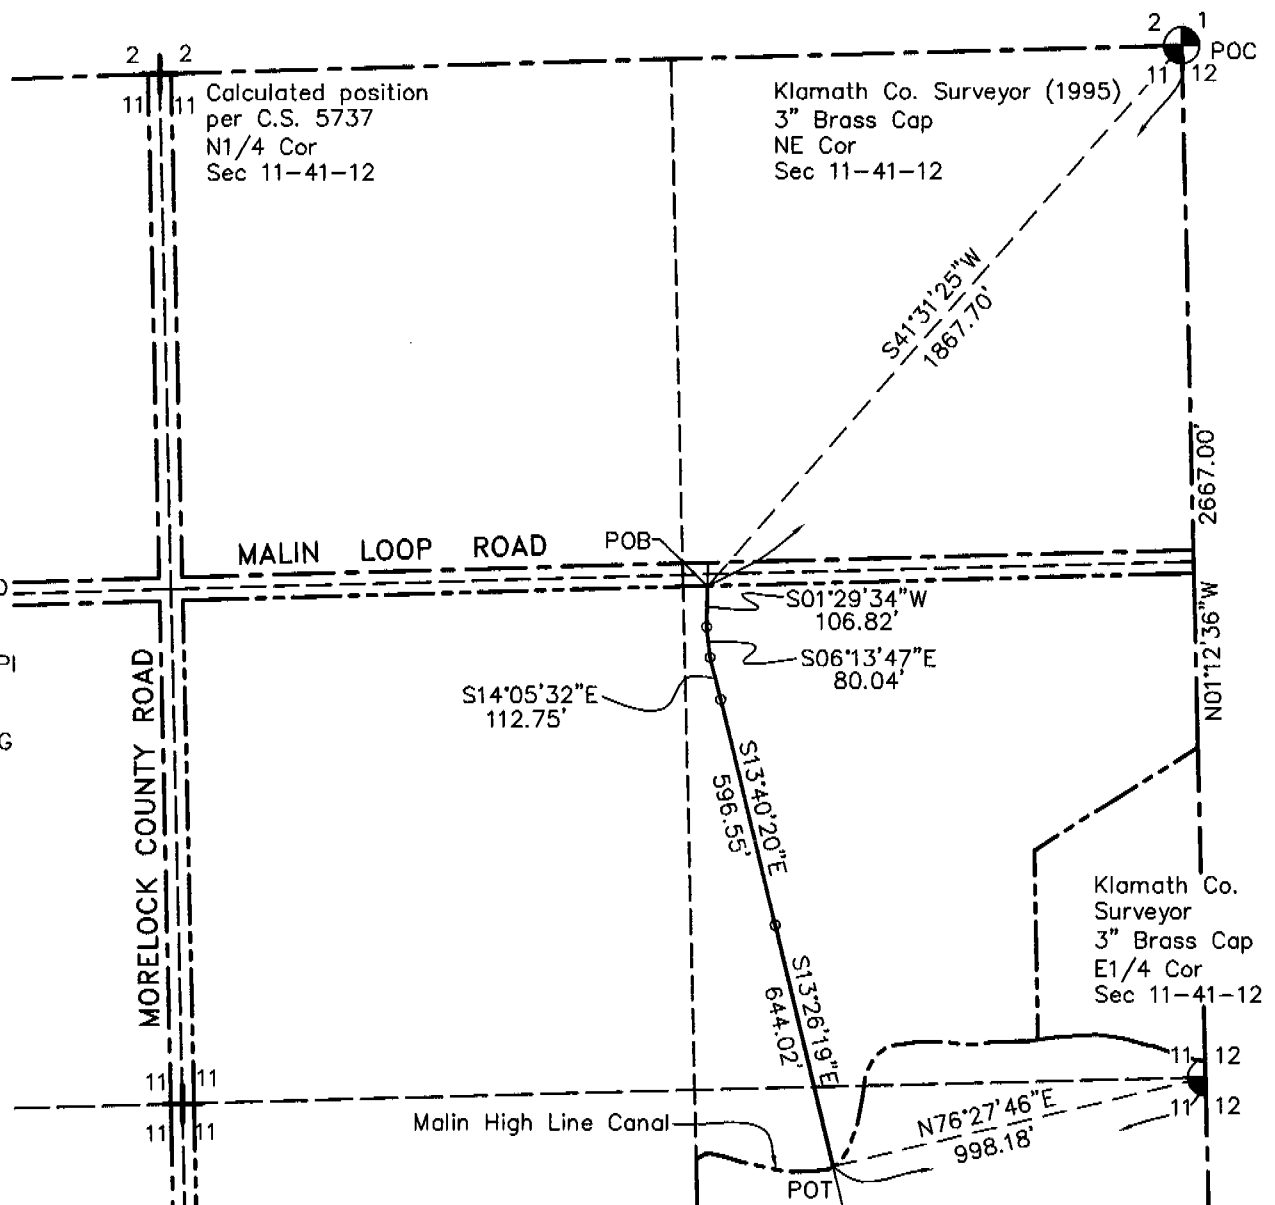 2 1
POC
11 12
2 2
11 11
Calculated position
per C.S. 5737
N1/4 Cor
Sec 11-41-12
Klamath Co. Surveyor (1995)
3" Brass Cap
NE Cor
Sec 11-41-12
S41°31'25"W
1867.70'
2667.00'
N01°12'36"W
MALIN LOOP ROAD
POB
S01°29'34"W
106.82'
S06°13'47"E
80.04'
S14°05'32"E
112.75'
PI
G
MORELOCK COUNTY ROAD
S13°40'20"E
596.55'
Klamath Co.
Surveyor
3" Brass Cap
E1/4 Cor
Sec 11-41-12
S13°26'19"E
644.02'
11 12
11 12
11 11
11 11
Malin High Line Canal
N76°27'46"E
998.18'
POT